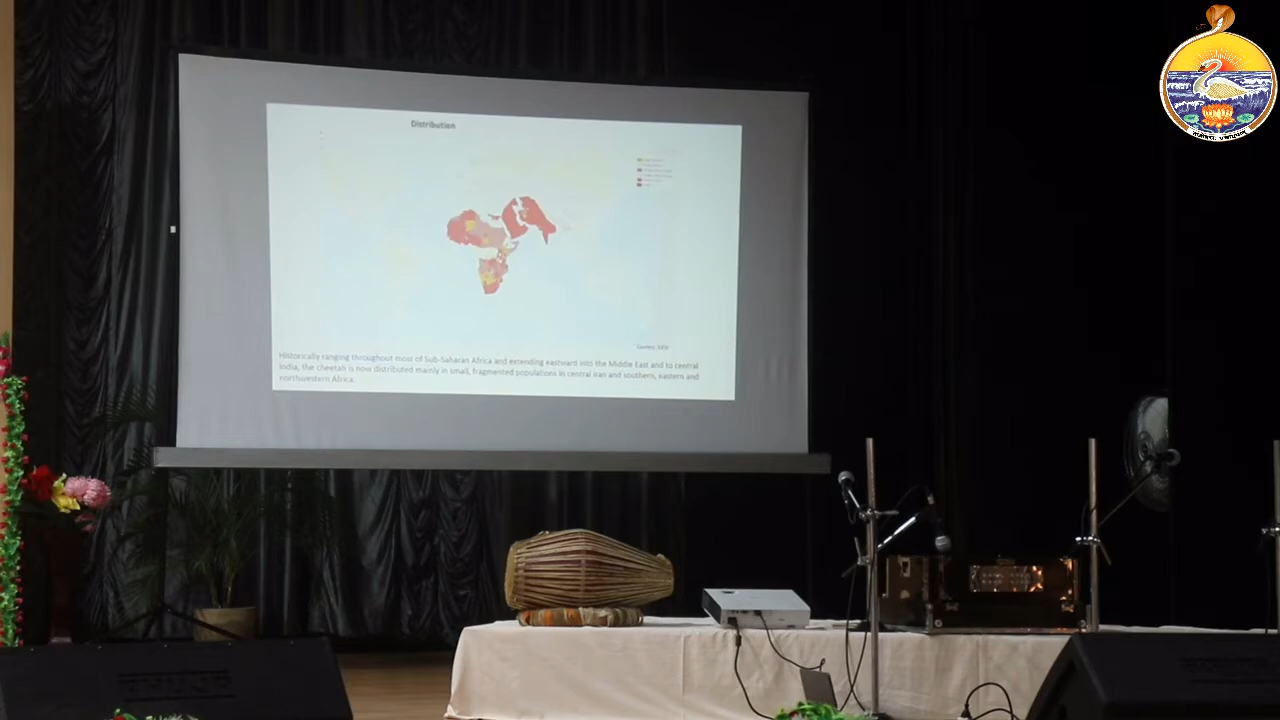 Distribution
Historically ranging throughout most of Sub-Saharan Africa and extending eastward into the Middle East and to central
India, the cheetah is now distributed mainly in small, fragmented populations in central Iran and southern, eastern and
northwestern Africa.